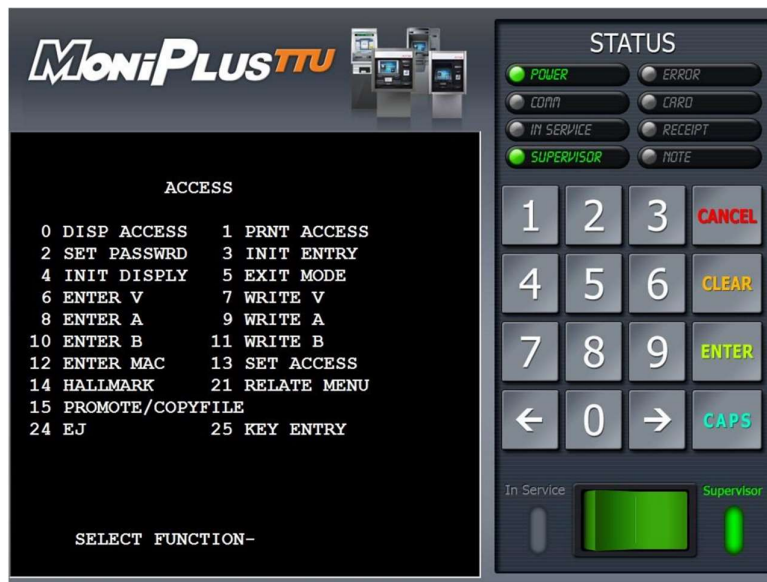 MoniPlus TTU
ACCESS
0 DISP ACCESS 1 PRNT ACCESS
2 SET PASSWRD 3 INIT ENTRY
4 INIT DISPLY 5 EXIT MODE
6 ENTER V 7 WRITE V
8 ENTER A 9 WRITE A
10 ENTER B 11 WRITE B
12 ENTER MAC 13 SET ACCESS
14 HALLMARK 21 RELATE MENU
15 PROMOTE/COPYFILE
24 EJ 25 KEY ENTRY
SELECT FUNCTION-
STATUS
POWER ERROR
COMM CARD
IN SERVICE RECEIPT
SUPERVISOR NOTE
1 2 3 CANCEL
4 5 6 CLEAR
7 8 9 ENTER
← 0 → CAPS
In Service Supervisor